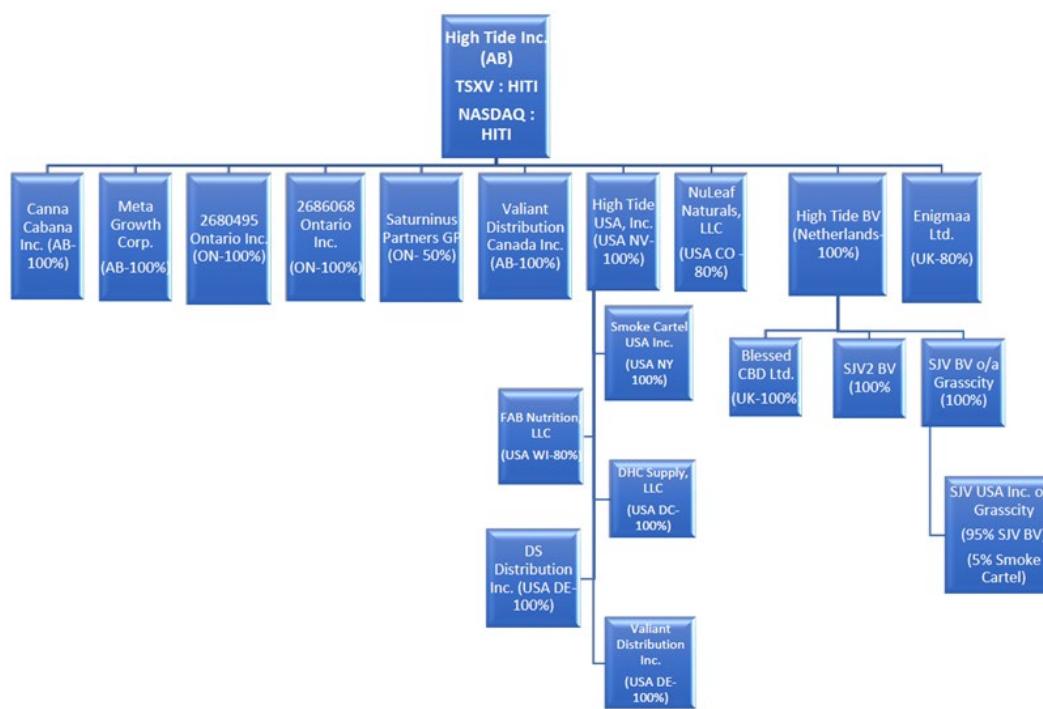 High Tide Inc.
(AB)
TSXV : HITI
NASDAQ :
HITI
Canna
Cabana
Inc. (AB-
100%)
Meta
Growth
Corp.
(AB-100%)
2680495
Ontario Inc.
(ON-100%)
2686068
Ontario
Inc.
(ON-100%)
Saturninus
Partners GP
(ON- 50%)
Valiant
Distribution
Canada Inc.
(AB-100%)
High Tide
USA, Inc.
(USA NV-
100%)
NuLeaf
Naturals,
LLC
(USA CO -
80%)
High Tide BV
(Netherlands-
100%)
Enigmaa
Ltd.
(UK-80%)
Smoke Cartel
USA Inc.
(USA NY
100%)
FAB Nutrition,
LLC
(USA WI-80%)
DHC Supply,
LLC
(USA DC-
100%)
DS
Distribution
Inc. (USA DE-
100%)
Valiant
Distribution
Inc.
(USA DE-
100%)
Blessed
CBD Ltd.
(UK-100%)
SJV2 BV
(100%
SJV BV o/a
Grasscity
(100%)
SJV USA Inc. o
Grasscity
(95% SJV BV)
(5% Smoke
Cartel)